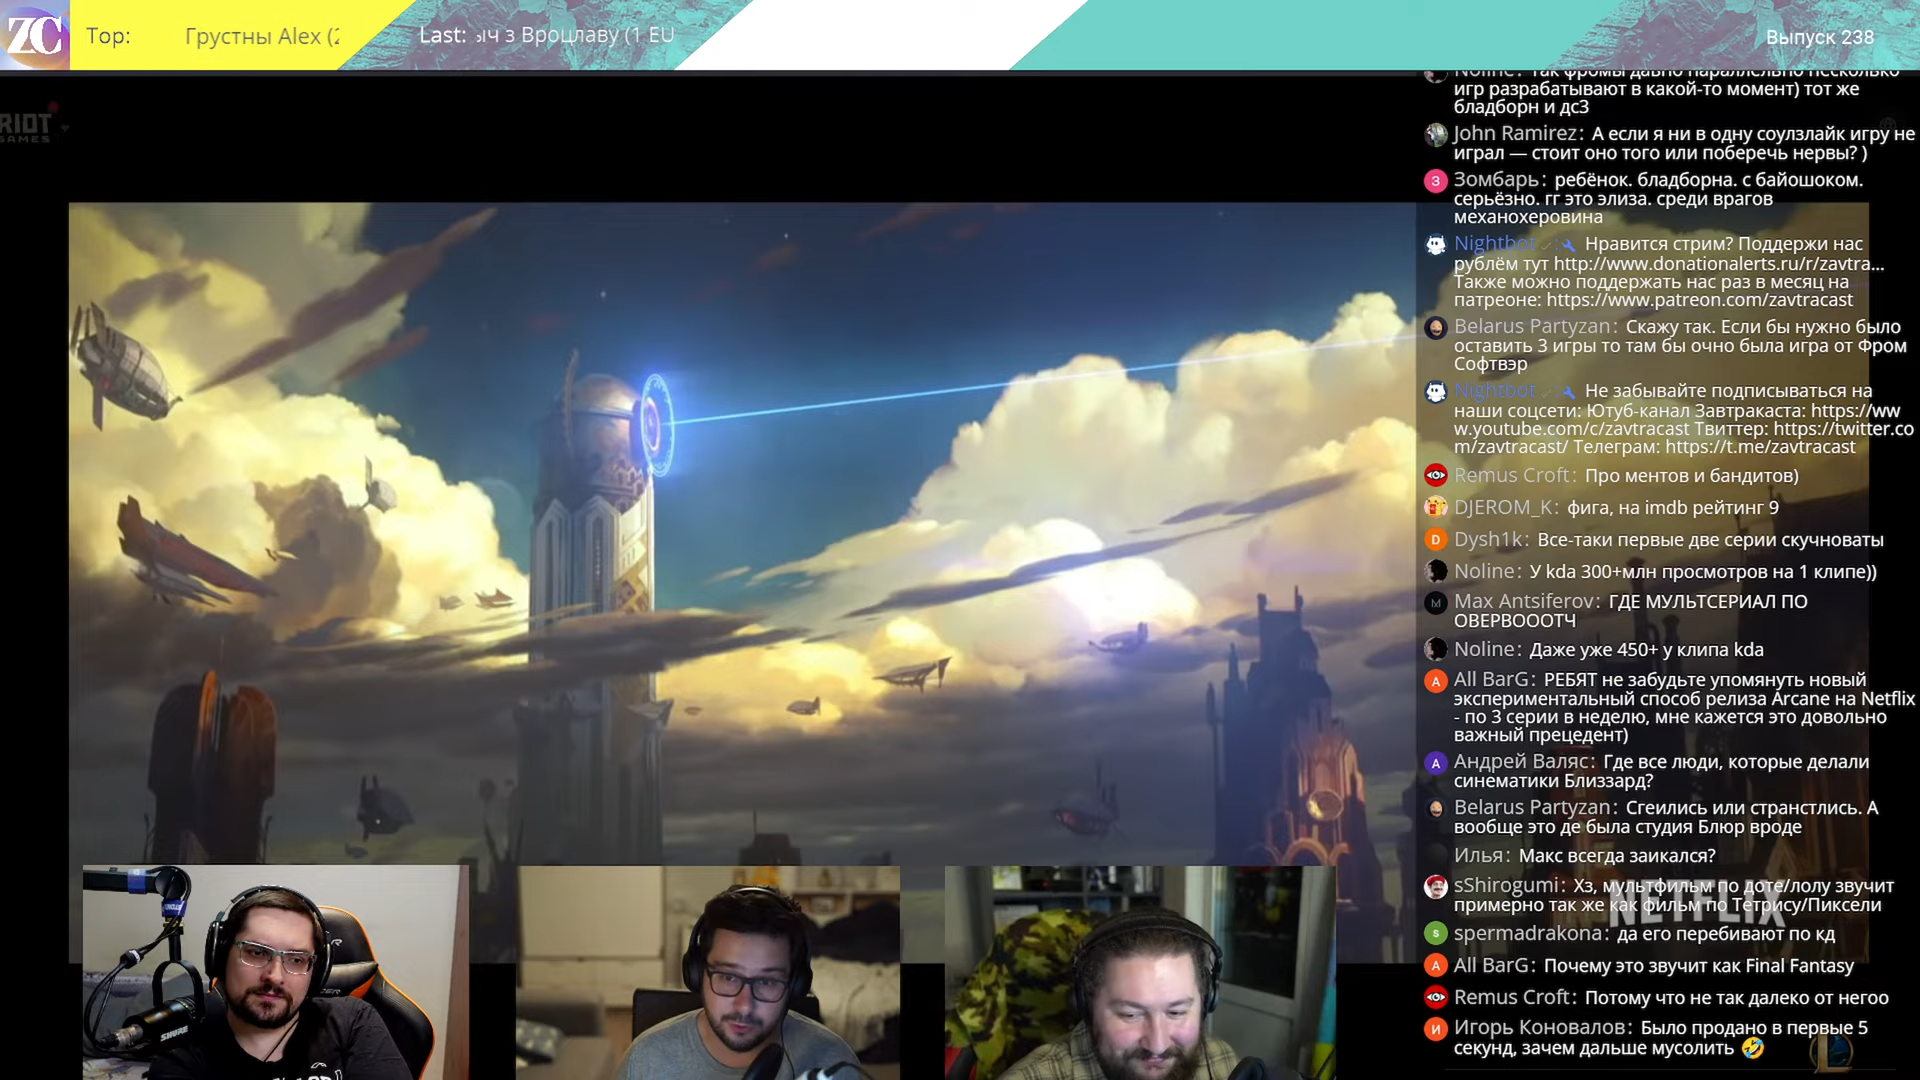 ZC
Top: Грустны Alex (2
Last: ыч з Вроцлаву (1 EU
Выпуск 238
RIOT
GAMES
Noline: Так фромы давно параллельно несколько
игр разрабатывают в какой-то момент) тот же
бладборн и дс3
John Ramirez: А если я ни в одну соулзлайк игру не
играл — стоит оно того или поберечь нервы? )
З
Зомбарь: ребёнок. бладборна. с байошоком.
серьёзно. гг это элиза. среди врагов
механохеровина
Nightbot Нравится стрим? Поддержи нас
рублём тут http://www.donationalerts.ru/r/zavtra...
Также можно поддержать нас раз в месяц на
патреоне: https://www.patreon.com/zavtracast
Belarus Partyzan: Скажу так. Если бы нужно было
оставить 3 игры то там бы очно была игра от Фром
Софтвэр
Nightbot Не забывайте подписываться на
наши соцсети: Ютуб-канал Завтракаста: https://ww
w.youtube.com/c/zavtracast Твиттер: https://twitter.co
m/zavtracast/ Телеграм: https://t.me/zavtracast
Remus Croft: Про ментов и бандитов)
DJEROM_K: фига, на imdb рейтинг 9
D
Dysh1k: Все-таки первые две серии скучноваты
Noline: У kda 300+млн просмотров на 1 клипе))
M
Max Antsiferov: ГДЕ МУЛЬТСЕРИАЛ ПО
ОВЕРВОООТЧ
Noline: Даже уже 450+ у клипа kda
A
All BarG: РЕБЯТ не забудьте упомянуть новый
экспериментальный способ релиза Arcane на Netflix
- по 3 серии в неделю, мне кажется это довольно
важный прецедент)
А
Андрей Валяс: Где все люди, которые делали
синематики Близзард?
Belarus Partyzan: Сгеились или странстлись. А
вообще это де была студия Блюр вроде
Илья: Макс всегда заикался?
sShirogumi: Хз, мультфильм по доте/лолу звучит
примерно так же как фильм по Тетрису/Пиксели
NETFLIX
s
spermadrakona: да его перебивают по кд
A
All BarG: Почему это звучит как Final Fantasy
Remus Croft: Потому что не так далеко от негоо
И
Игорь Коновалов: Было продано в первые 5
секунд, зачем дальше мусолить 🤣
SHURE